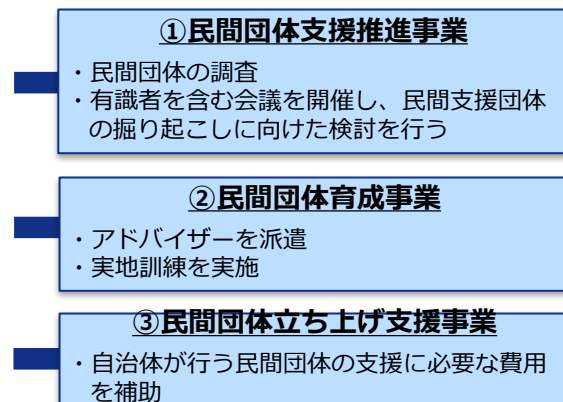 ①民間団体支援推進事業
・民間団体の調査
・有識者を含む会議を開催し、民間支援団体
の掘り起こしに向けた検討を行う
②民間団体育成事業
・アドバイザーを派遣
・実地訓練を実施
③民間団体立ち上げ支援事業
・自治体が行う民間団体の支援に必要な費用
を補助